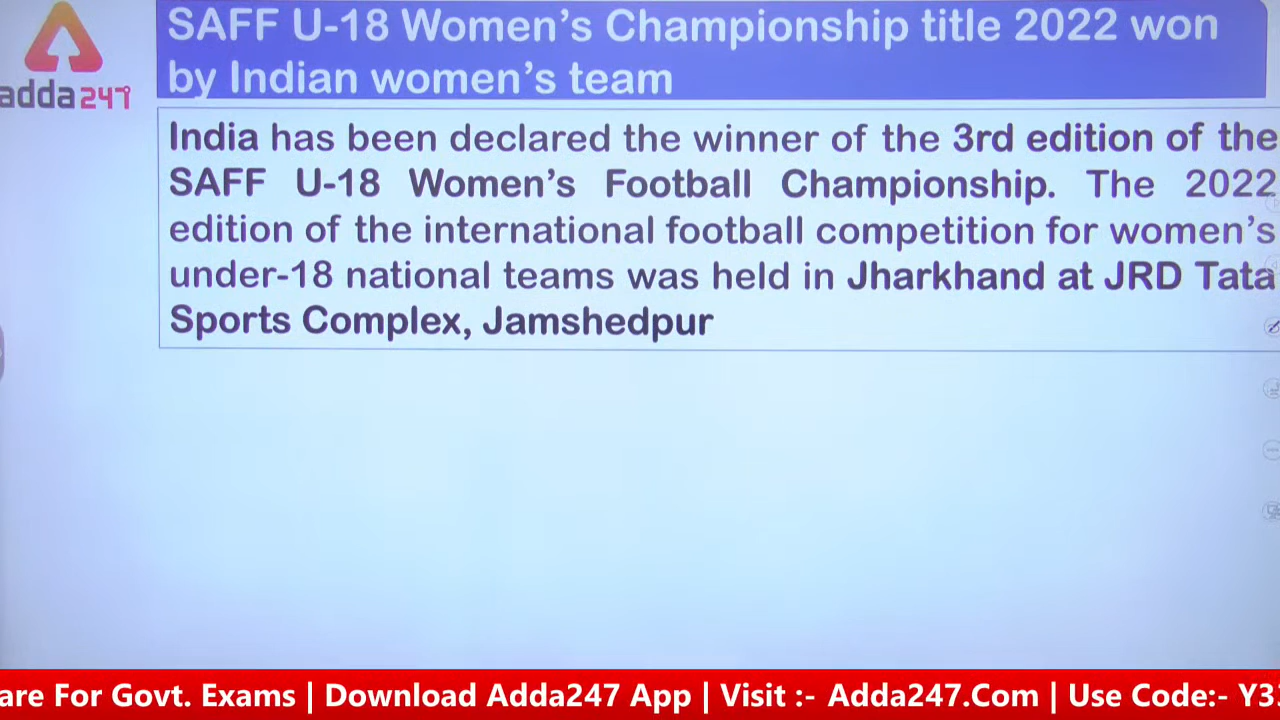 SAFF U-18 Women’s Championship title 2022 won
by Indian women’s team
adda247
India has been declared the winner of the 3rd edition of the
SAFF U-18 Women’s Football Championship. The 2022
edition of the international football competition for women’s
under-18 national teams was held in Jharkhand at JRD Tata
Sports Complex, Jamshedpur
are For Govt. Exams | Download Adda247 App | Visit :- Adda247.Com | Use Code:- Y3